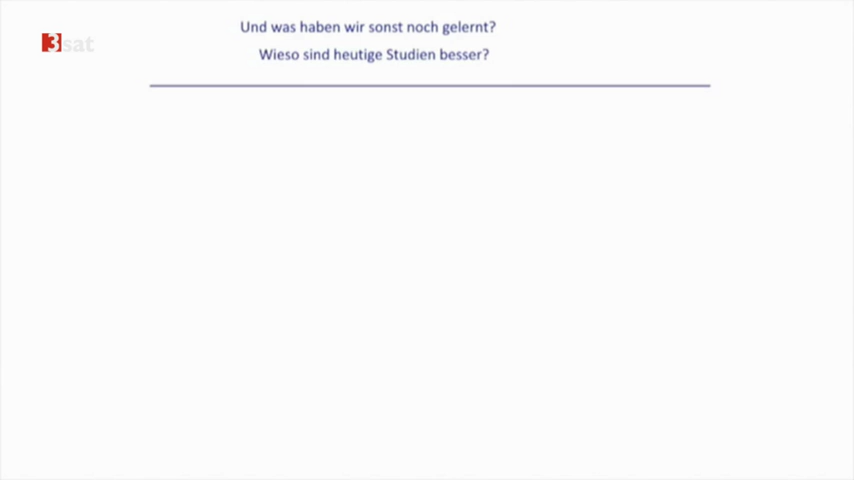 Und was haben wir sonst noch gelernt?
3sat
Wieso sind heutige Studien besser?